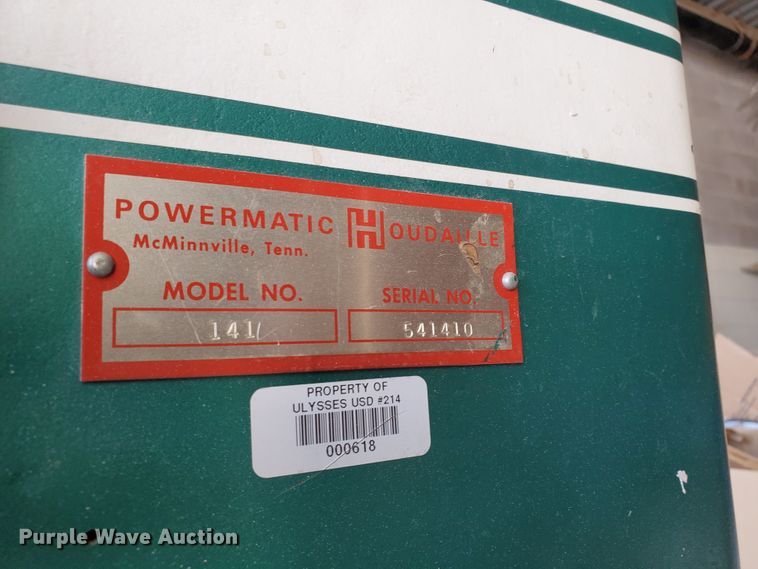 POWERMATIC HOUDAILLE
McMinnville, Tenn.
MODEL NO. SERIAL NO.
141 541410
PROPERTY OF
ULYSSES USD #214
000618
Purple Wave Auction